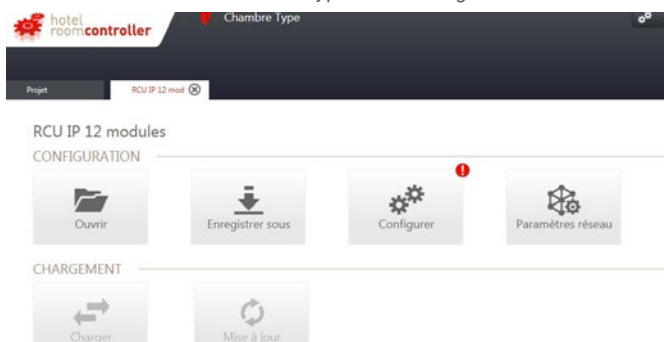 hotel
roomcontroller
Chambre Type
Projet
RCU IP 12 mod
RCU IP 12 modules
CONFIGURATION
Ouvrir
Enregistrer sous
Configurer
Paramètres réseau
CHARGEMENT
Charger
Mise à jour